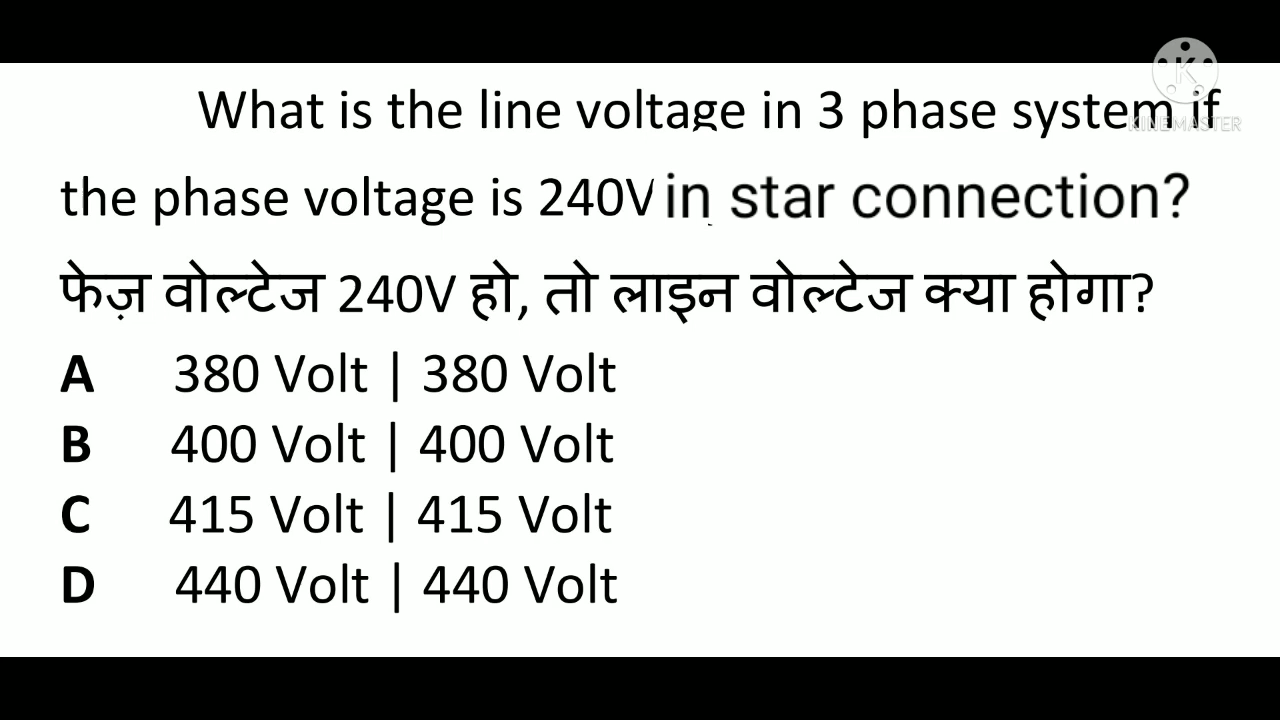 What is the line voltage in 3 phase system if
the phase voltage is 240V in star connection?
फेज़ वोल्टेज 240V हो, तो लाइन वोल्टेज क्या होगा?
A 380 Volt | 380 Volt
B 400 Volt | 400 Volt
C 415 Volt | 415 Volt
D 440 Volt | 440 Volt
K
KINEMASTER